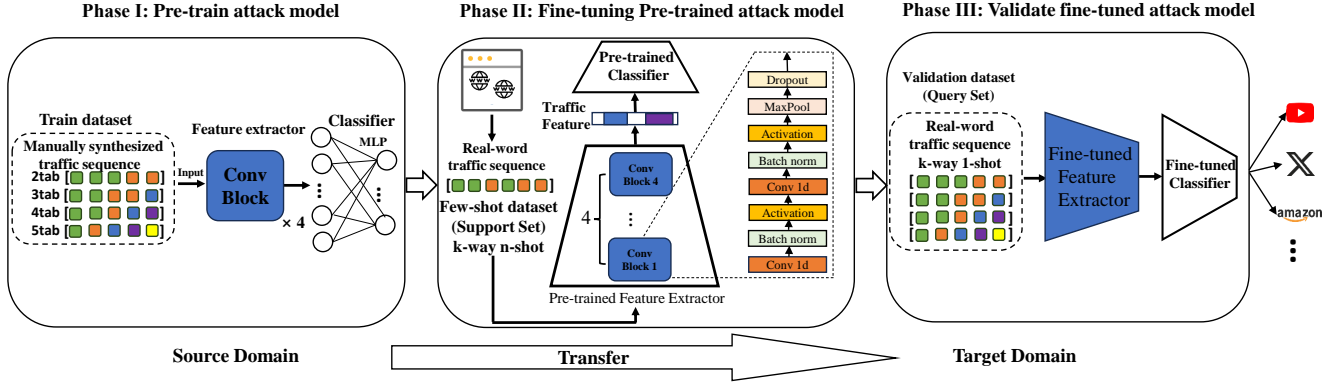 Phase I: Pre-train attack model
Train dataset
Manually synthesized
traffic sequence
2tab [ ]
3tab [ ]
4tab [ ]
5tab [ ]
Input
Feature extractor
Conv
Block
× 4
Classifier
MLP
Phase II: Fine-tuning Pre-trained attack model
Real-word
traffic sequence
[ ]
Few-shot dataset
(Support Set)
k-way n-shot
Pre-trained
Classifier
Traffic
Feature
Conv
Block 4
4
Conv
Block 1
Pre-trained Feature Extractor
Dropout
MaxPool
Activation
Batch norm
Conv 1d
Activation
Batch norm
Conv 1d
Phase III: Validate fine-tuned attack model
Validation dataset
(Query Set)
Real-word
traffic sequence
k-way 1-shot
[ ]
[ ]
[ ]
[ ]
Fine-tuned
Feature
Extractor
Fine-tuned
Classifier
amazon
Source Domain
Transfer
Target Domain